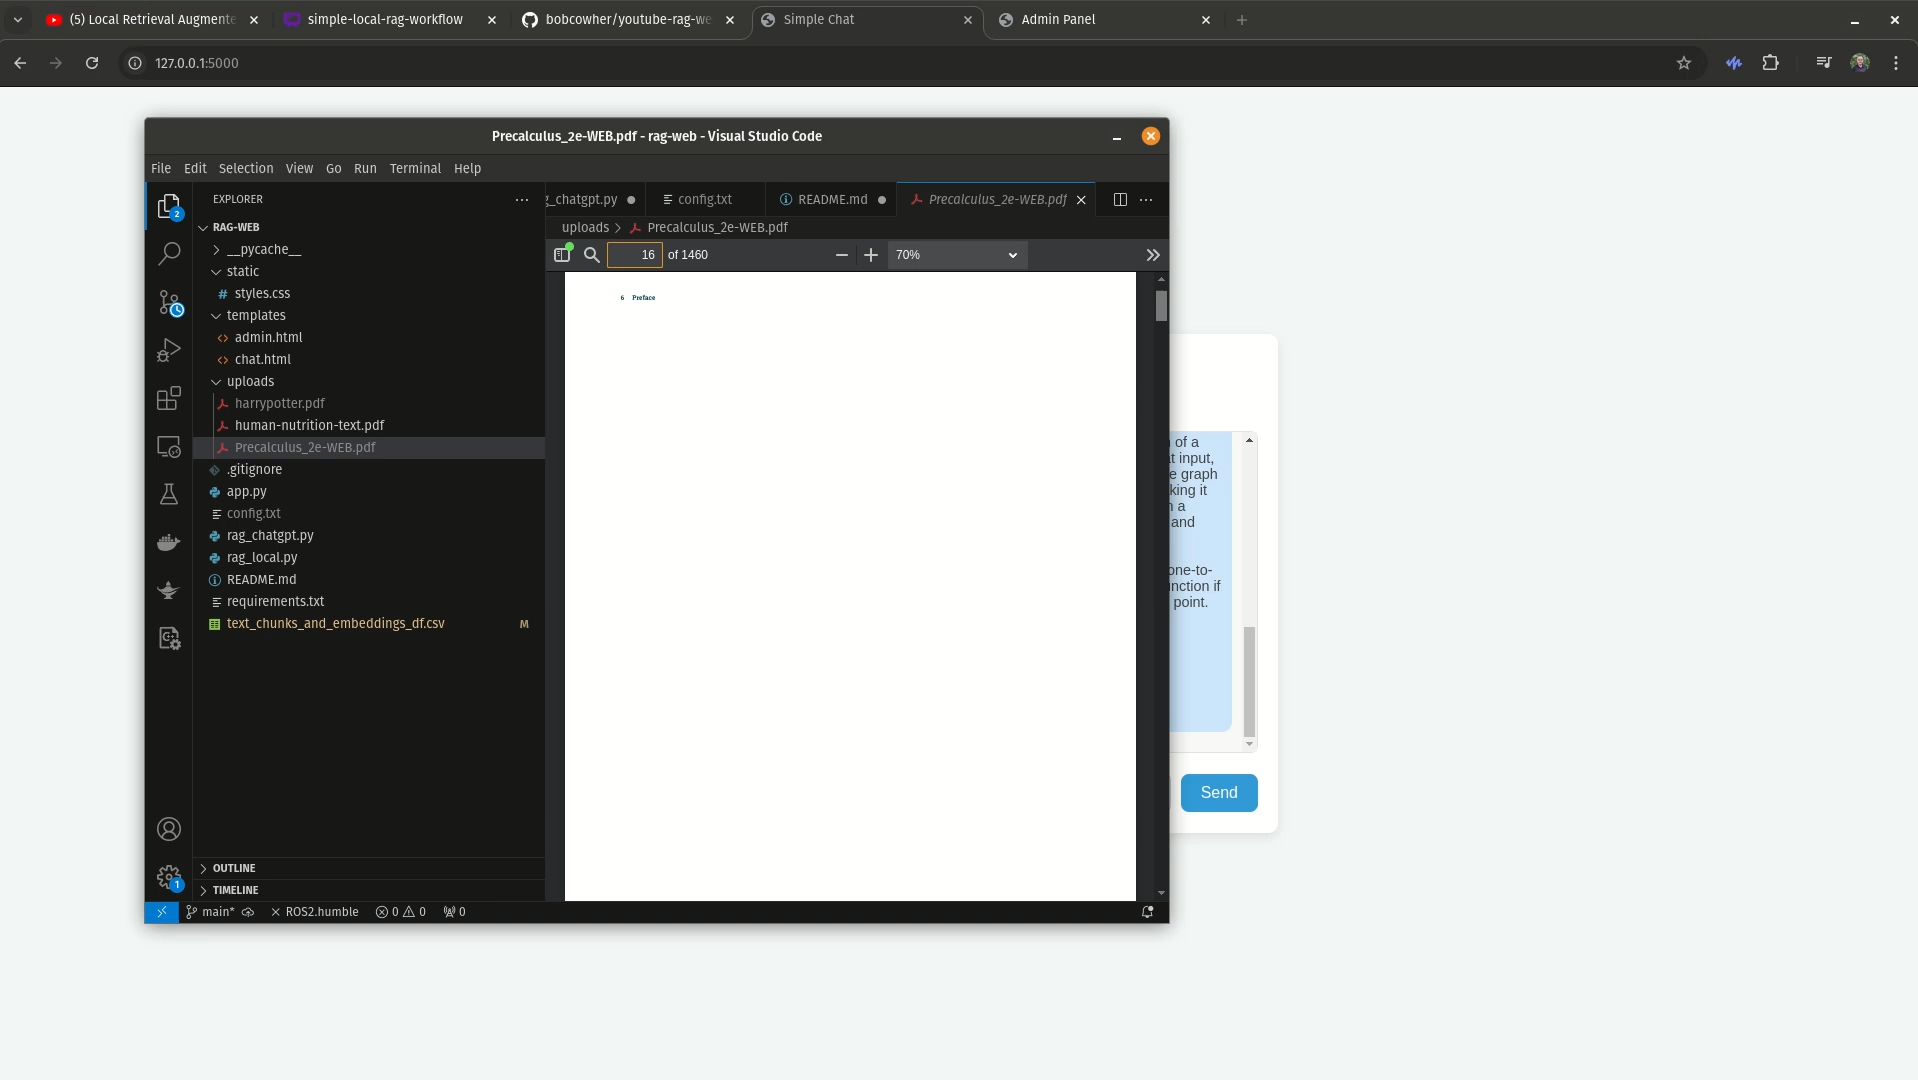 (5) Local Retrieval Augmente
simple-local-rag-workflow
bobcowher/youtube-rag-we
Simple Chat
Admin Panel
127.0.0.1:5000
Precalculus_2e-WEB.pdf - rag-web - Visual Studio Code
File Edit Selection View Go Run Terminal Help
EXPLORER
g_chatgpt.py
config.txt
README.md
Precalculus_2e-WEB.pdf
2
RAG-WEB
uploads > Precalculus_2e-WEB.pdf
__pycache__
16 of 1460
70%
static
styles.css
6 Preface
templates
admin.html
chat.html
uploads
harrypotter.pdf
human-nutrition-text.pdf
Precalculus_2e-WEB.pdf
.gitignore
app.py
config.txt
rag_chatgpt.py
rag_local.py
README.md
requirements.txt
text_chunks_and_embeddings_df.csv M
OUTLINE
1
TIMELINE
main* ROS2.humble 0 0 0
of a
t input,
e graph
king it
a
and
one-to-
nction if
point.
Send